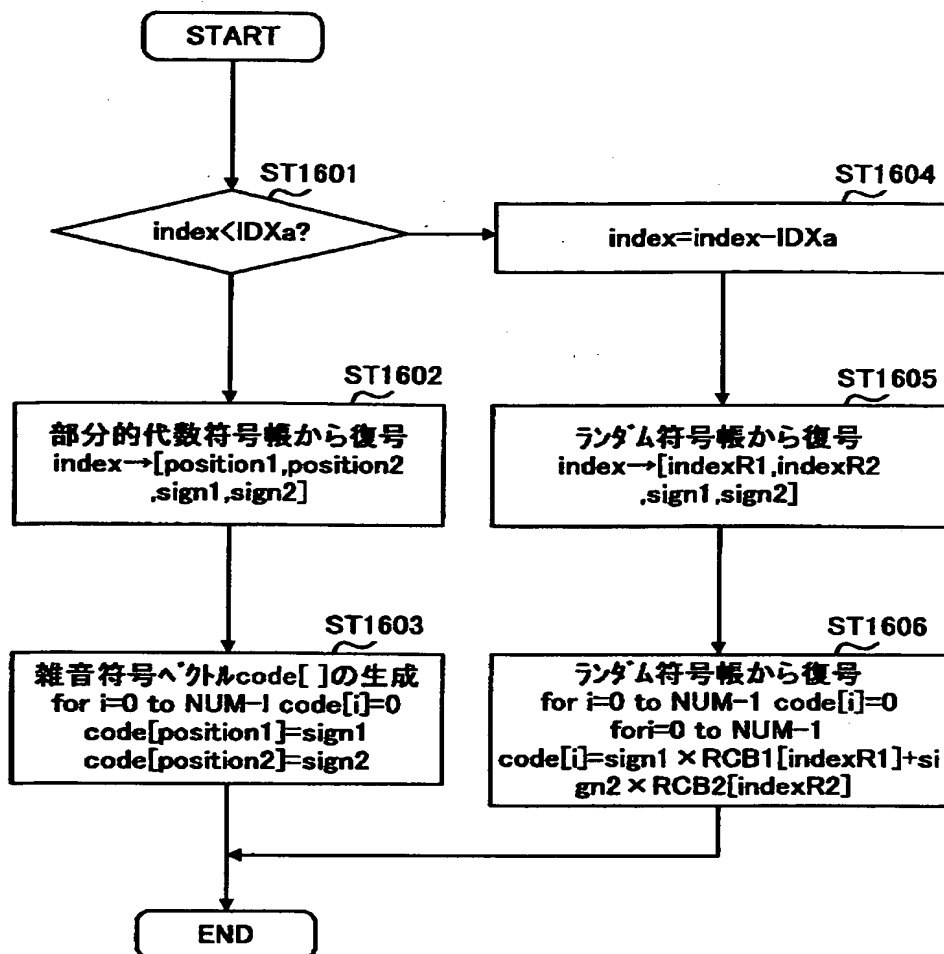 START
ST1601
index<IDXa?
ST1604
index=index-IDXa
ST1602
部分的代数符号帳から復号
index→[position1,position2
,sign1,sign2]
ST1605
ランダム符号帳から復号
index→[indexR1,indexR2
,sign1,sign2]
ST1603
雑音符号ベクトルcode[ ]の生成
for i=0 to NUM-1 code[i]=0
code[position1]=sign1
code[position2]=sign2
ST1606
ランダム符号帳から復号
for i=0 to NUM-1 code[i]=0
fori=0 to NUM-1
code[i]=sign1×RCB1[indexR1]+si
gn2×RCB2[indexR2]
END